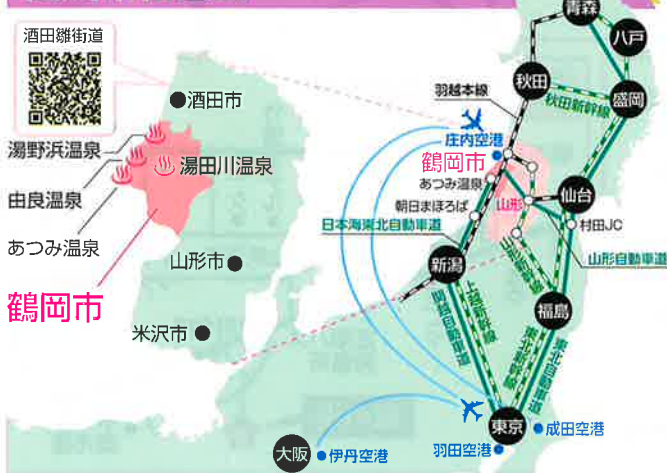 酒田雛街道
酒田市
湯野浜温泉
湯田川温泉
由良温泉
あつみ温泉
鶴岡市
山形市
米沢市
青森
八戸
秋田
盛岡
秋田新幹線
羽越本線
庄内空港
鶴岡市
あつみ温泉
朝日まほろば
山形
仙台
村田JC
日本海東北自動車道
山形自動車道
山形新幹線
新潟
福島
関越自動車道
上越新幹線
東北新幹線
東北自動車道
東京
成田空港
羽田空港
大阪
伊丹空港